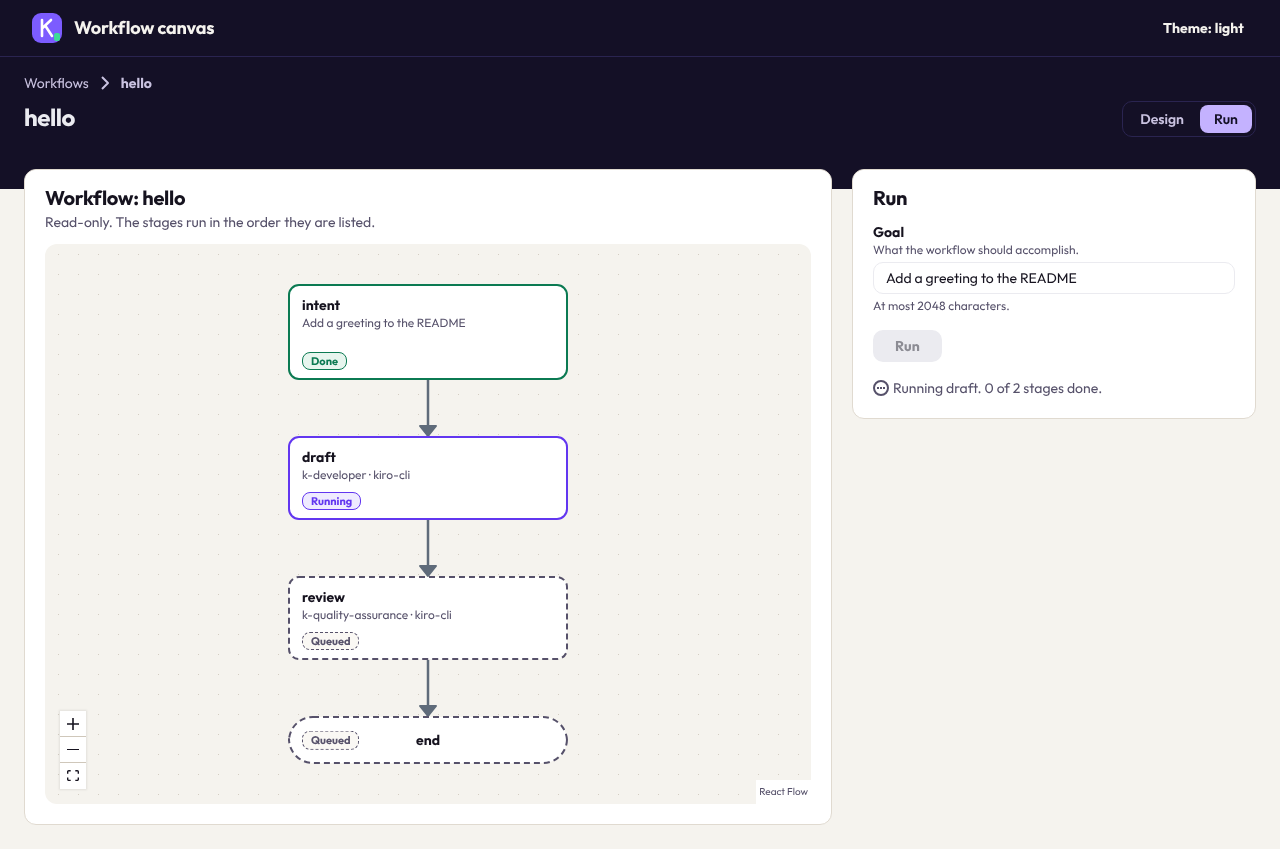 K
Workflow canvas
Theme: light
Workflows
hello
hello
Design
Run
Workflow: hello
Read-only. The stages run in the order they are listed.
intent
Add a greeting to the README
Done
draft
k-developer · kiro-cli
Running
review
k-quality-assurance · kiro-cli
Queued
Queued
end
React Flow
Run
Goal
What the workflow should accomplish.
Add a greeting to the README
At most 2048 characters.
Run
Running draft. 0 of 2 stages done.